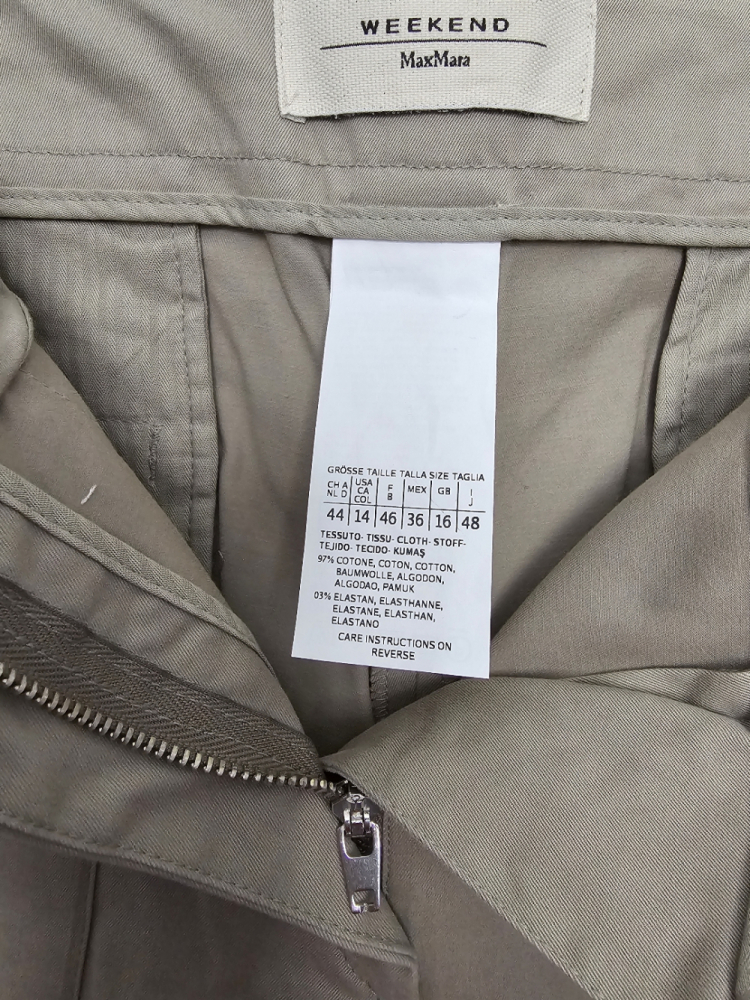 WEEKEND
MaxMara
GRÖSSE TAILLE TALLA SIZE TAGLIA
CH A NL D | USA CA COL | F B | MEX | GB | I J
44 | 14 | 46 | 36 | 16 | 48
TESSUTO- TISSU- CLOTH- STOFF-
TEJIDO- TECIDO- KUMAŞ
97% COTONE, COTON, COTTON,
BAUMWOLLE, ALGODON,
ALGODAO, PAMUK
03% ELASTAN, ELASTHANNE,
ELASTANE, ELASTHAN,
ELASTANO
CARE INSTRUCTIONS ON
REVERSE